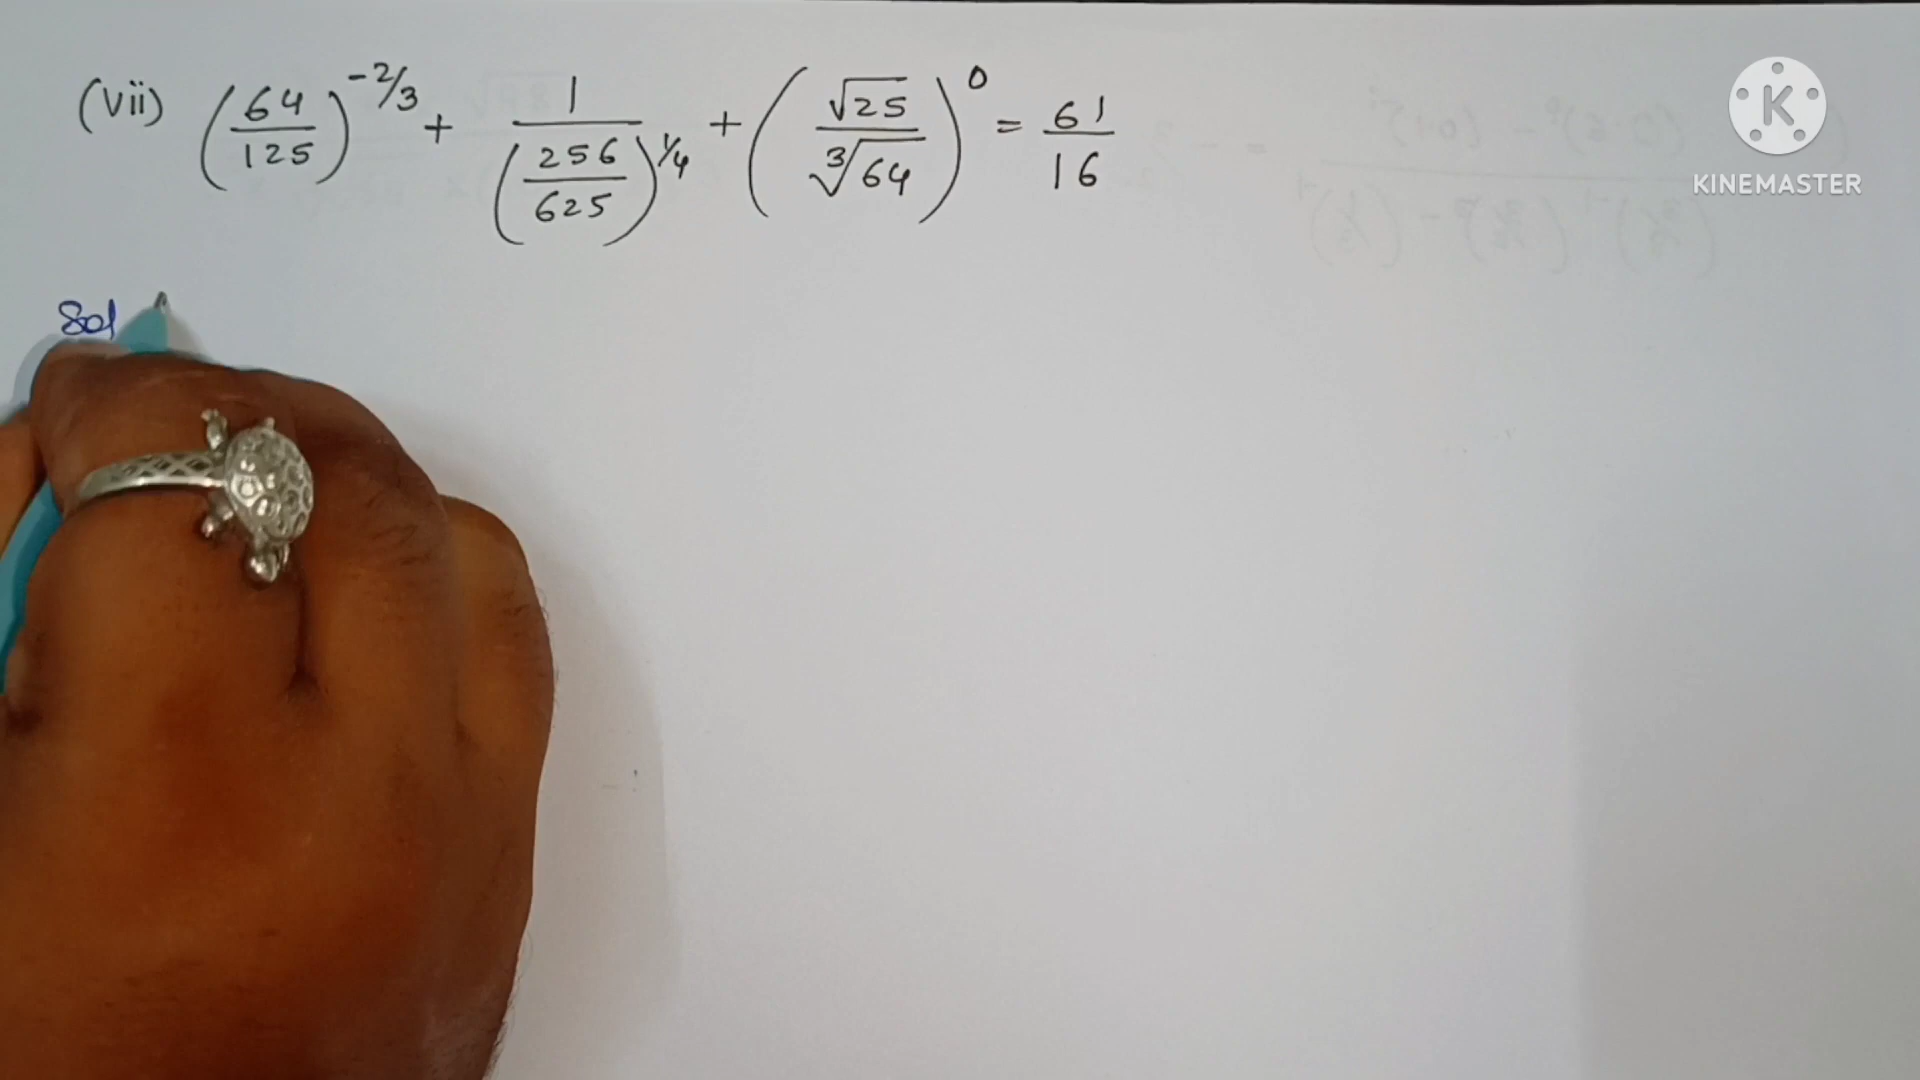 (vii) (64/125)^-2/3 + 1/(256/625)^1/4 + (√25/∛64)^0 = 61/16
Sol
K
KINEMASTER